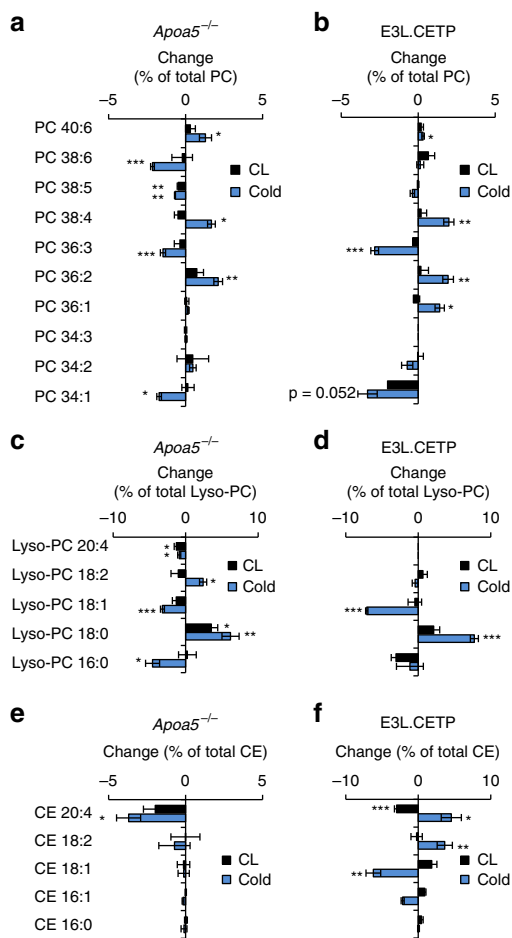 a
Apoa5−/−
Change
(% of total PC)
−5 0 5
PC 40:6 *
PC 38:6 ***
PC 38:5 ** **
PC 38:4 *
PC 36:3 ***
PC 36:2 **
PC 36:1
PC 34:3
PC 34:2
PC 34:1 *
CL
Cold
b
E3L.CETP
Change
(% of total PC)
−5 0 5
*
CL
Cold
**
***
**
*
p = 0.052
c
Apoa5−/−
Change
(% of total Lyso-PC)
−10 0 10
Lyso-PC 20:4 * *
Lyso-PC 18:2 *
Lyso-PC 18:1 ***
Lyso-PC 18:0 * **
Lyso-PC 16:0 *
CL
Cold
d
E3L.CETP
Change
(% of total Lyso-PC)
−10 0 10
CL
Cold
***
***
e
Apoa5−/−
Change (% of total CE)
−5 0 5
CE 20:4 *
CE 18:2
CE 18:1
CE 16:1
CE 16:0
CL
Cold
f
E3L.CETP
Change (% of total CE)
−10 0 10
*** *
**
**
CL
Cold